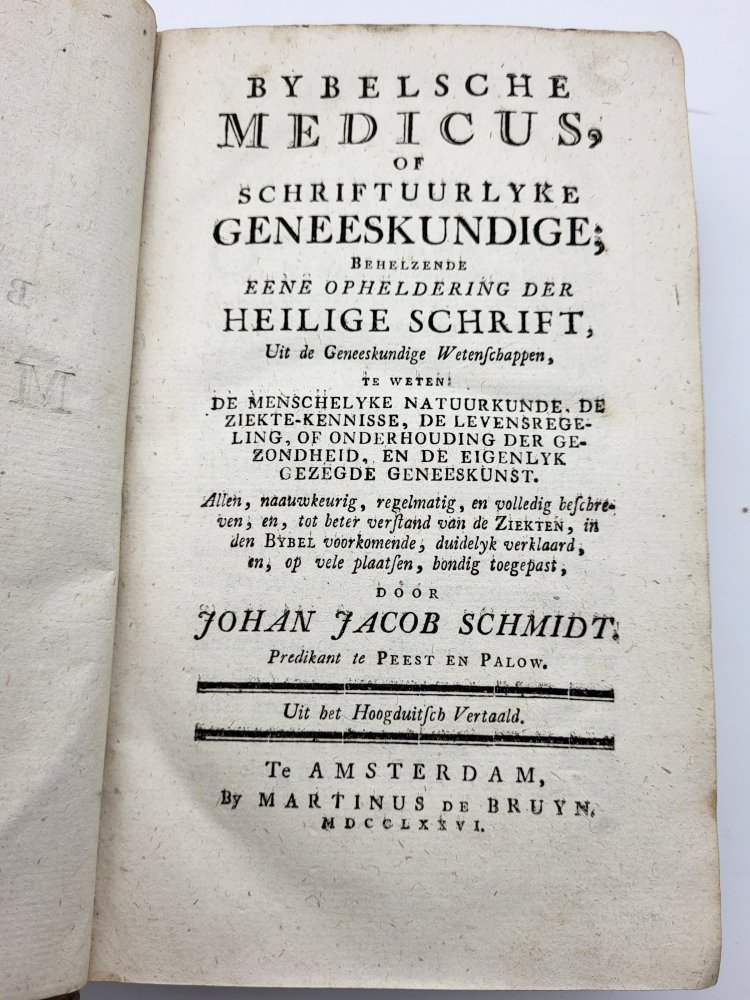 BYBELSCHE
MEDICUS,
OF
SCHRIFTUURLYKE
GENEESKUNDIGE;
BEHELZENDE
EENE OPHELDERING DER
HEILIGE SCHRIFT,
Uit de Geneeskundige Wetenſchappen,
TE WETEN:
DE MENSCHELYKE NATUURKUNDE, DE
ZIEKTE-KENNISSE, DE LEVENSREGE-
LING, OF ONDERHOUDING DER GE-
ZONDHEID, EN DE EIGENLYK
GEZEGDE GENEESKUNST.
Allen, naauwkeurig, regelmatig, en volledig beſchre-
ven; en, tot beter verſtand van de ZIEKTEN, in
den BYBEL voorkomende, duidelyk verklaard,
en, op vele plaatſen, bondig toegepast,
DOOR
JOHAN JACOB SCHMIDT.
Predikant te PEEST EN PALOW.
Uit het Hoogduitſch Vertaald.
Te AMSTERDAM,
By MARTINUS DE BRUYN.
MDCCLXXVI.